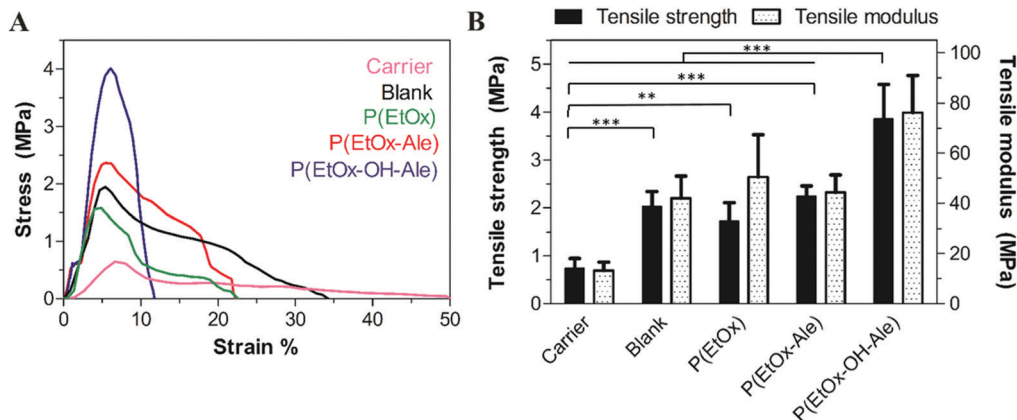 A
Stress (MPa)
4
3
2
1
0
Carrier
Blank
P(EtOx)
P(EtOx-Ale)
P(EtOx-OH-Ale)
0 10 20 30 40 50
Strain %
B
Tensile strength Tensile modulus
Tensile strength (MPa)
5
4
3
2
1
0
***
***
**
***
100
80
60
40
20
0
Tensile modulus (MPa)
Carrier
Blank
P(EtOx)
P(EtOx-Ale)
P(EtOx-OH-Ale)